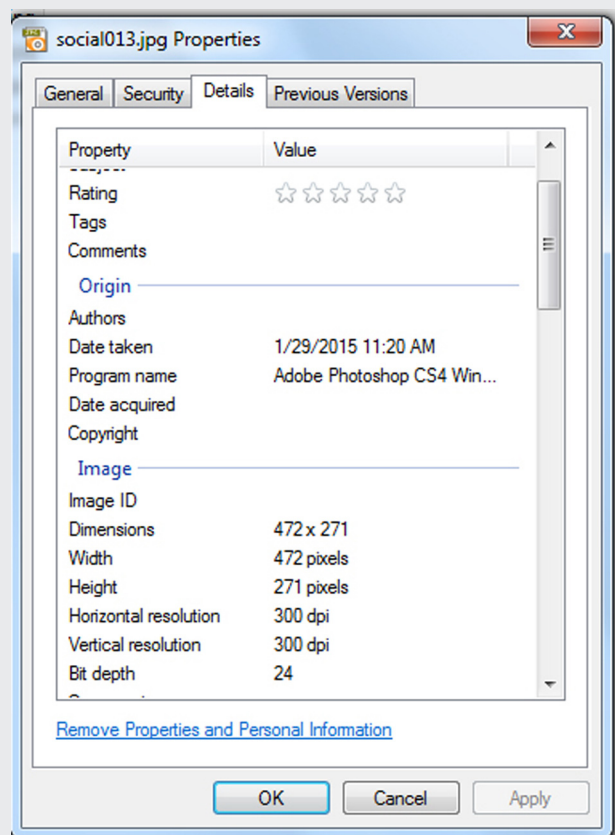 social013.jpg Properties
General Security Details Previous Versions
Property Value
Rating
Tags
Comments
Origin
Authors
Date taken 1/29/2015 11:20 AM
Program name Adobe Photoshop CS4 Win...
Date acquired
Copyright
Image
Image ID
Dimensions 472 x 271
Width 472 pixels
Height 271 pixels
Horizontal resolution 300 dpi
Vertical resolution 300 dpi
Bit depth 24
Remove Properties and Personal Information
OK Cancel Apply